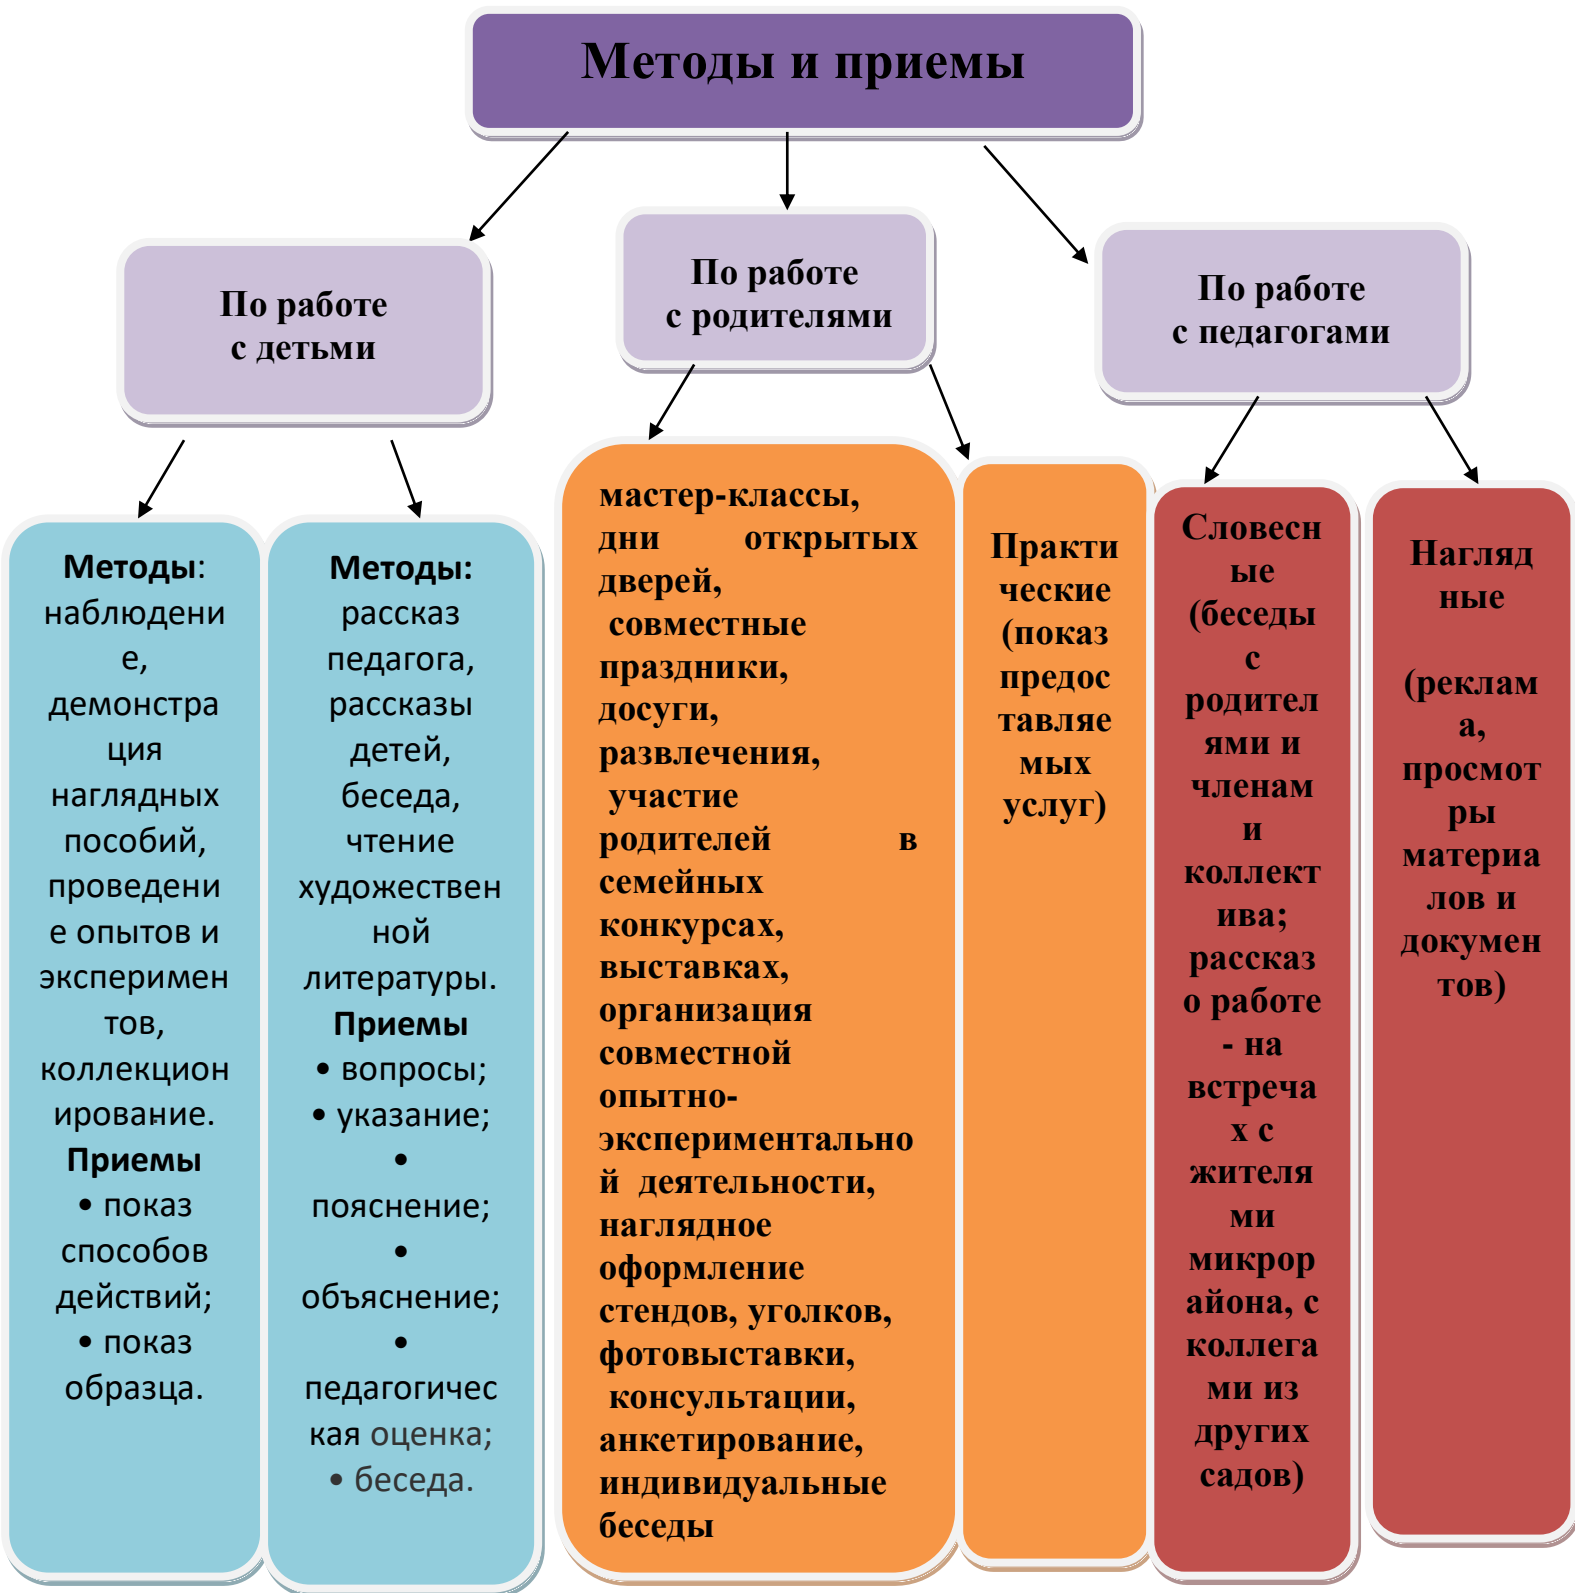 Методы и приемы
По работе
с детьми
По работе
с родителями
По работе
с педагогами
Методы:
наблюдени
е,
демонстра
ция
наглядных
пособий,
проведени
е опытов и
эксперимен
тов,
коллекцион
ирование.
Приемы
• показ
способов
действий;
• показ
образца.
Методы:
рассказ
педагога,
рассказы
детей,
беседа,
чтение
художествен
ной
литературы.
Приемы
• вопросы;
• указание;
•
пояснение;
•
объяснение;
•
педагогичес
кая оценка;
• беседа.
мастер-классы,
дни открытых
дверей,
совместные
праздники,
досуги,
развлечения,
участие
родителей в
семейных
конкурсах,
выставках,
организация
совместной
опытно-
экспериментально
й деятельности,
наглядное
оформление
стендов, уголков,
фотовыставки,
консультации,
анкетирование,
индивидуальные
беседы
Практи
ческие
(показ
предос
тавляе
мых
услуг)
Словесн
ые
(беседы
с
родител
ями и
членам
и
коллект
ива;
рассказ
о работе
- на
встреча
х с
жителя
ми
микрор
айона, с
коллега
ми из
других
садов)
Нагляд
ные
(реклам
а,
просмот
ры
материа
лов и
докумен
тов)